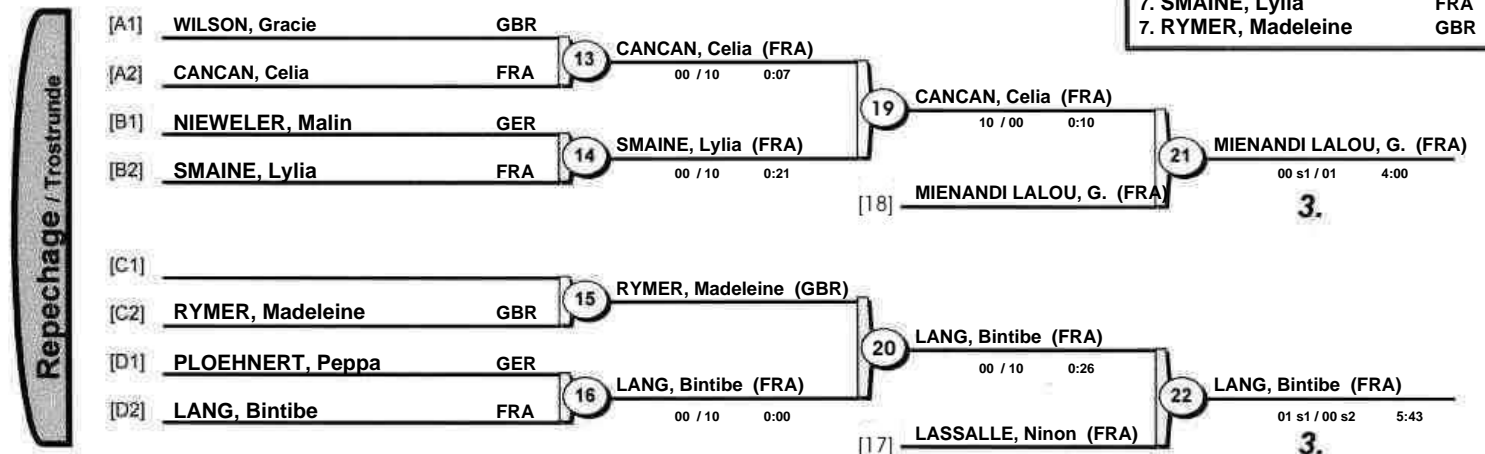 7. SMAINE, Lylia FRA
7. RYMER, Madeleine GBR
Repechage / Trostrunde
[A1] WILSON, Gracie GBR
13 CANCAN, Celia (FRA)
[A2] CANCAN, Celia FRA
00 / 10 0:07
19 CANCAN, Celia (FRA)
10 / 00 0:10
[B1] NIEWELER, Malin GER
14 SMAINE, Lylia (FRA)
[B2] SMAINE, Lylia FRA
00 / 10 0:21
21 MIENANDI LALOU, G. (FRA)
00 s1 / 01 4:00
[18] MIENANDI LALOU, G. (FRA)
3.
[C1]
15 RYMER, Madeleine (GBR)
[C2] RYMER, Madeleine GBR
20 LANG, Bintibe (FRA)
00 / 10 0:26
[D1] PLOEHNERT, Peppa GER
16 LANG, Bintibe (FRA)
[D2] LANG, Bintibe FRA
00 / 10 0:00
22 LANG, Bintibe (FRA)
01 s1 / 00 s2 5:43
[17] LASSALLE, Ninon (FRA)
3.